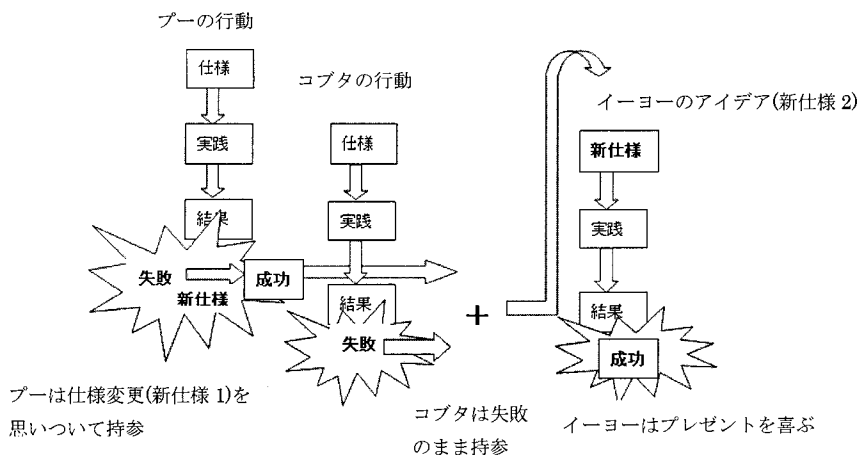 プーの行動
仕様
実践
結果
失敗
新仕様
成功
コブタの行動
仕様
実践
結果
失敗
+
イーヨーのアイデア(新仕様 2)
新仕様
実践
結果
成功
プーは仕様変更(新仕様 1)を
思いついて持参
コブタは失敗
のまま持参
イーヨーはプレゼントを喜ぶ